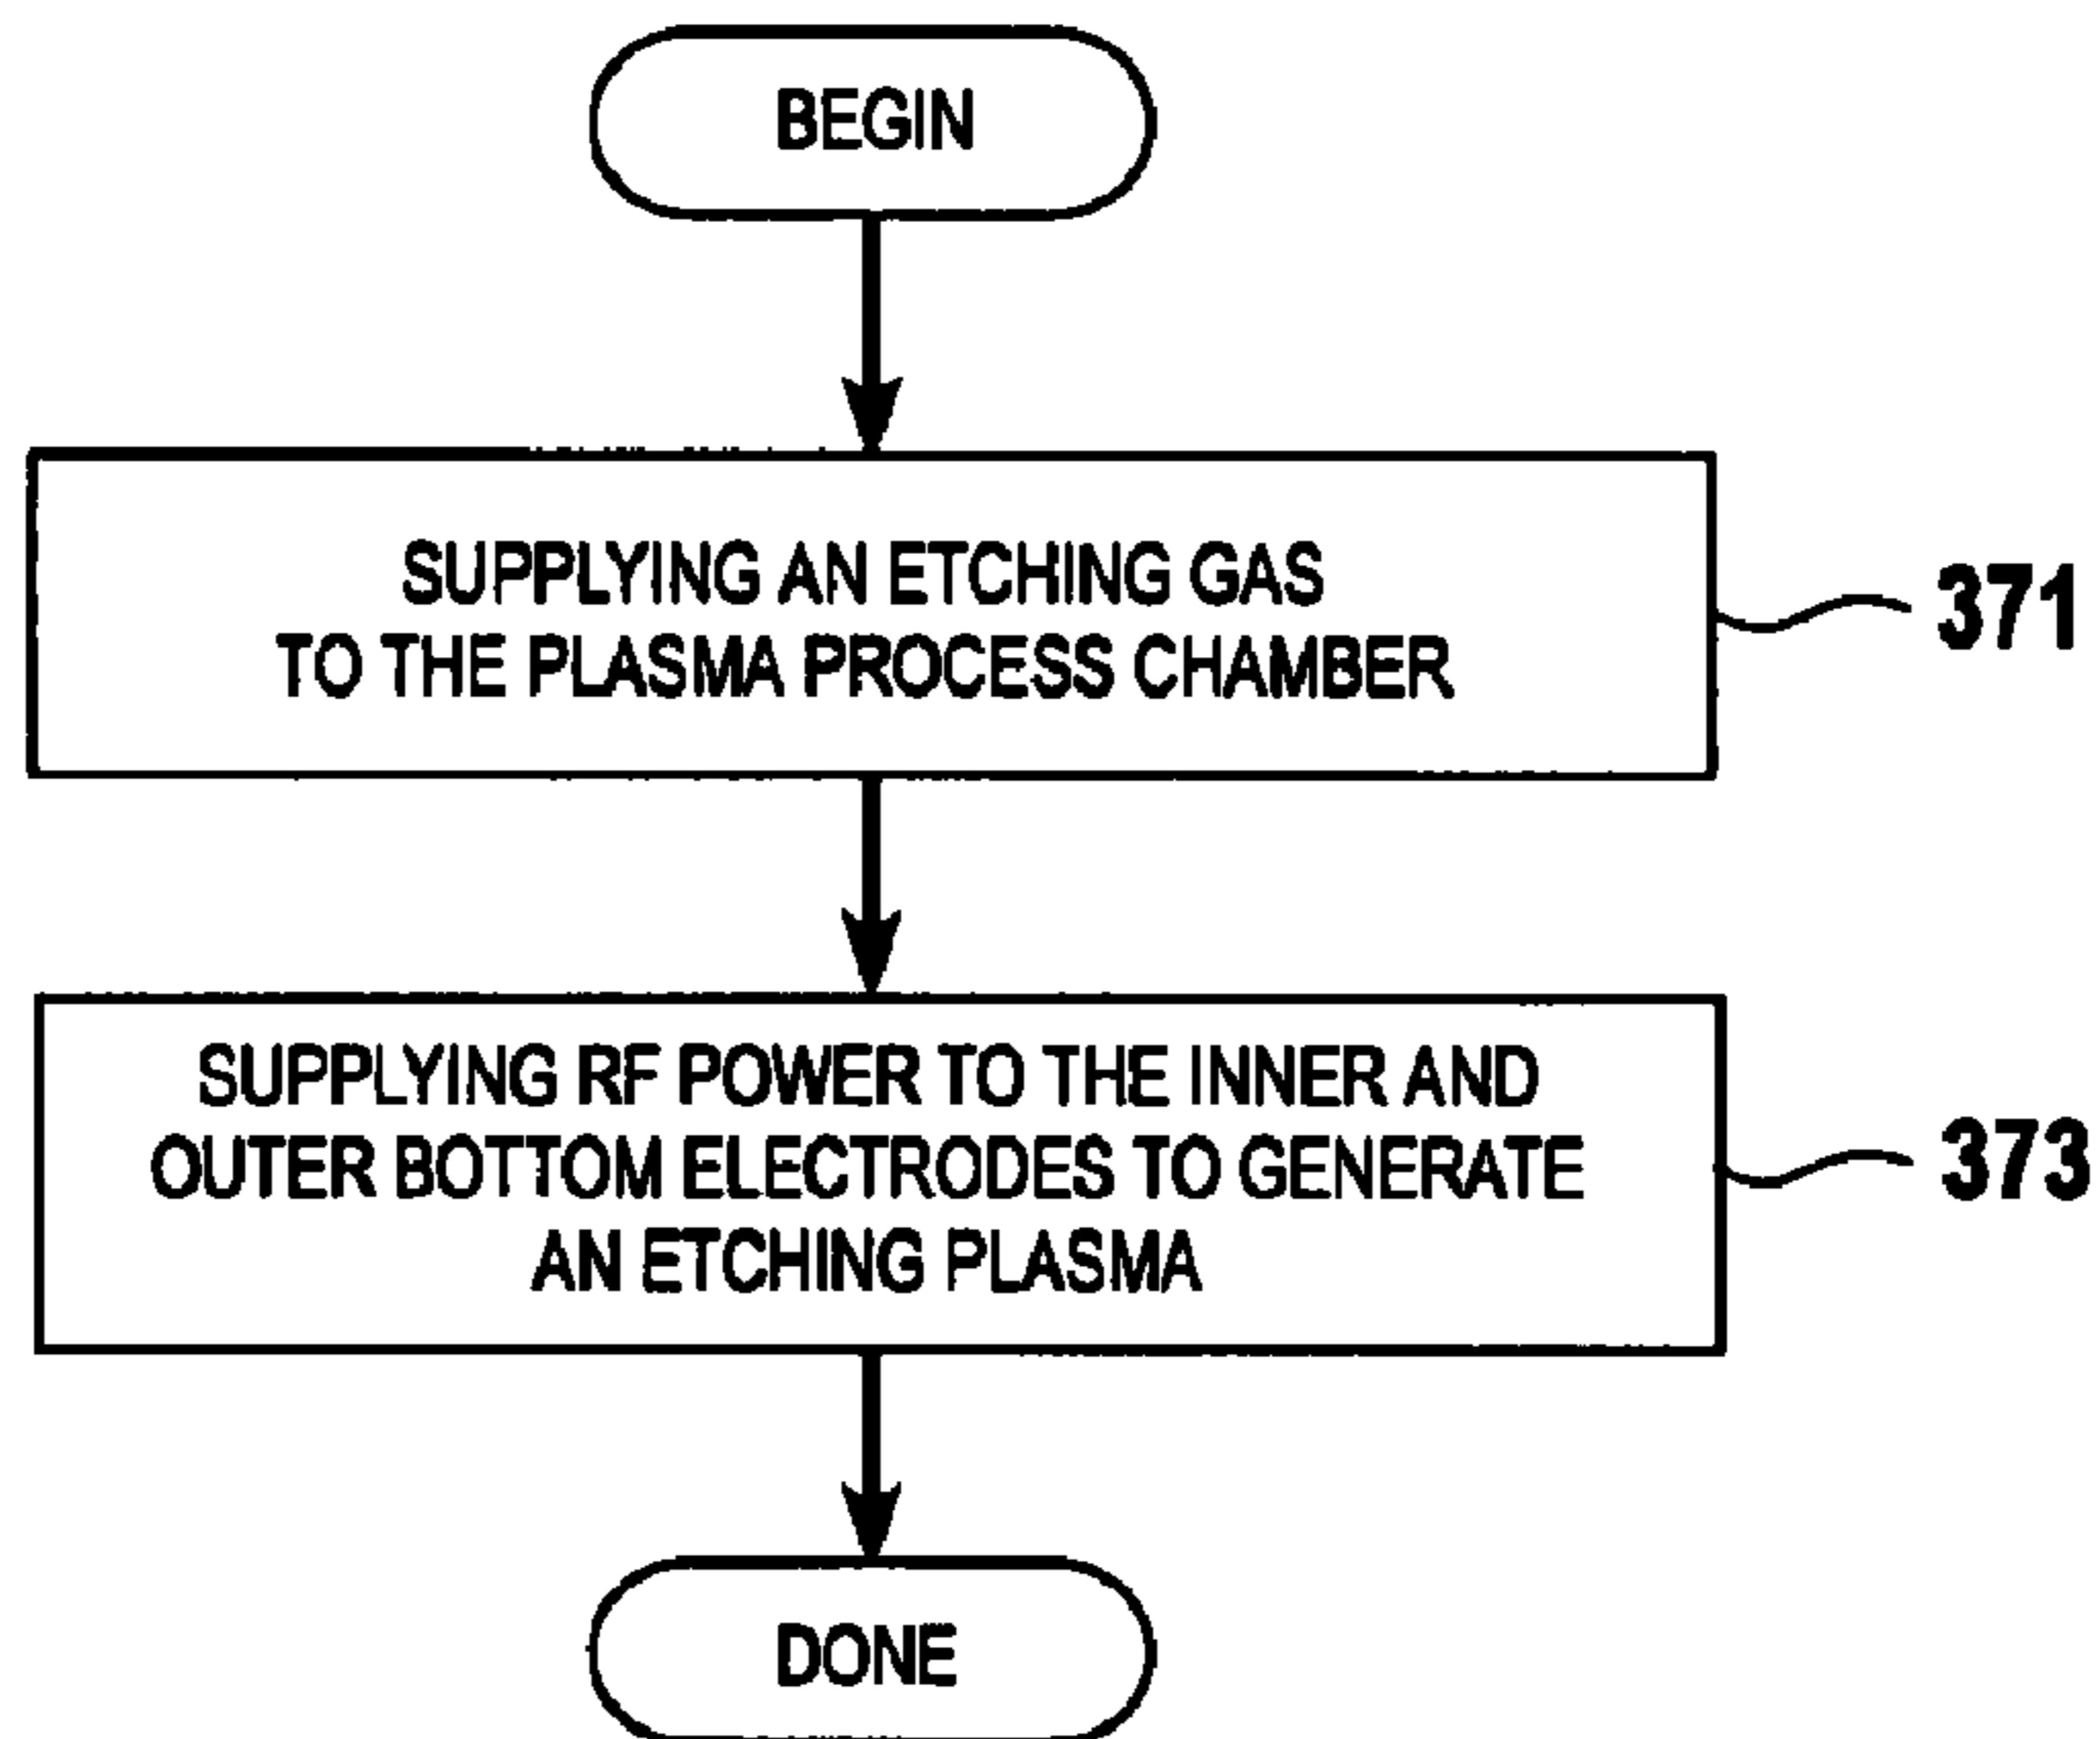 BEGIN
SUPPLYING AN ETCHING GAS
TO THE PLASMA PROCESS CHAMBER
371
SUPPLYING RF POWER TO THE INNER AND
OUTER BOTTOM ELECTRODES TO GENERATE
AN ETCHING PLASMA
373
DONE